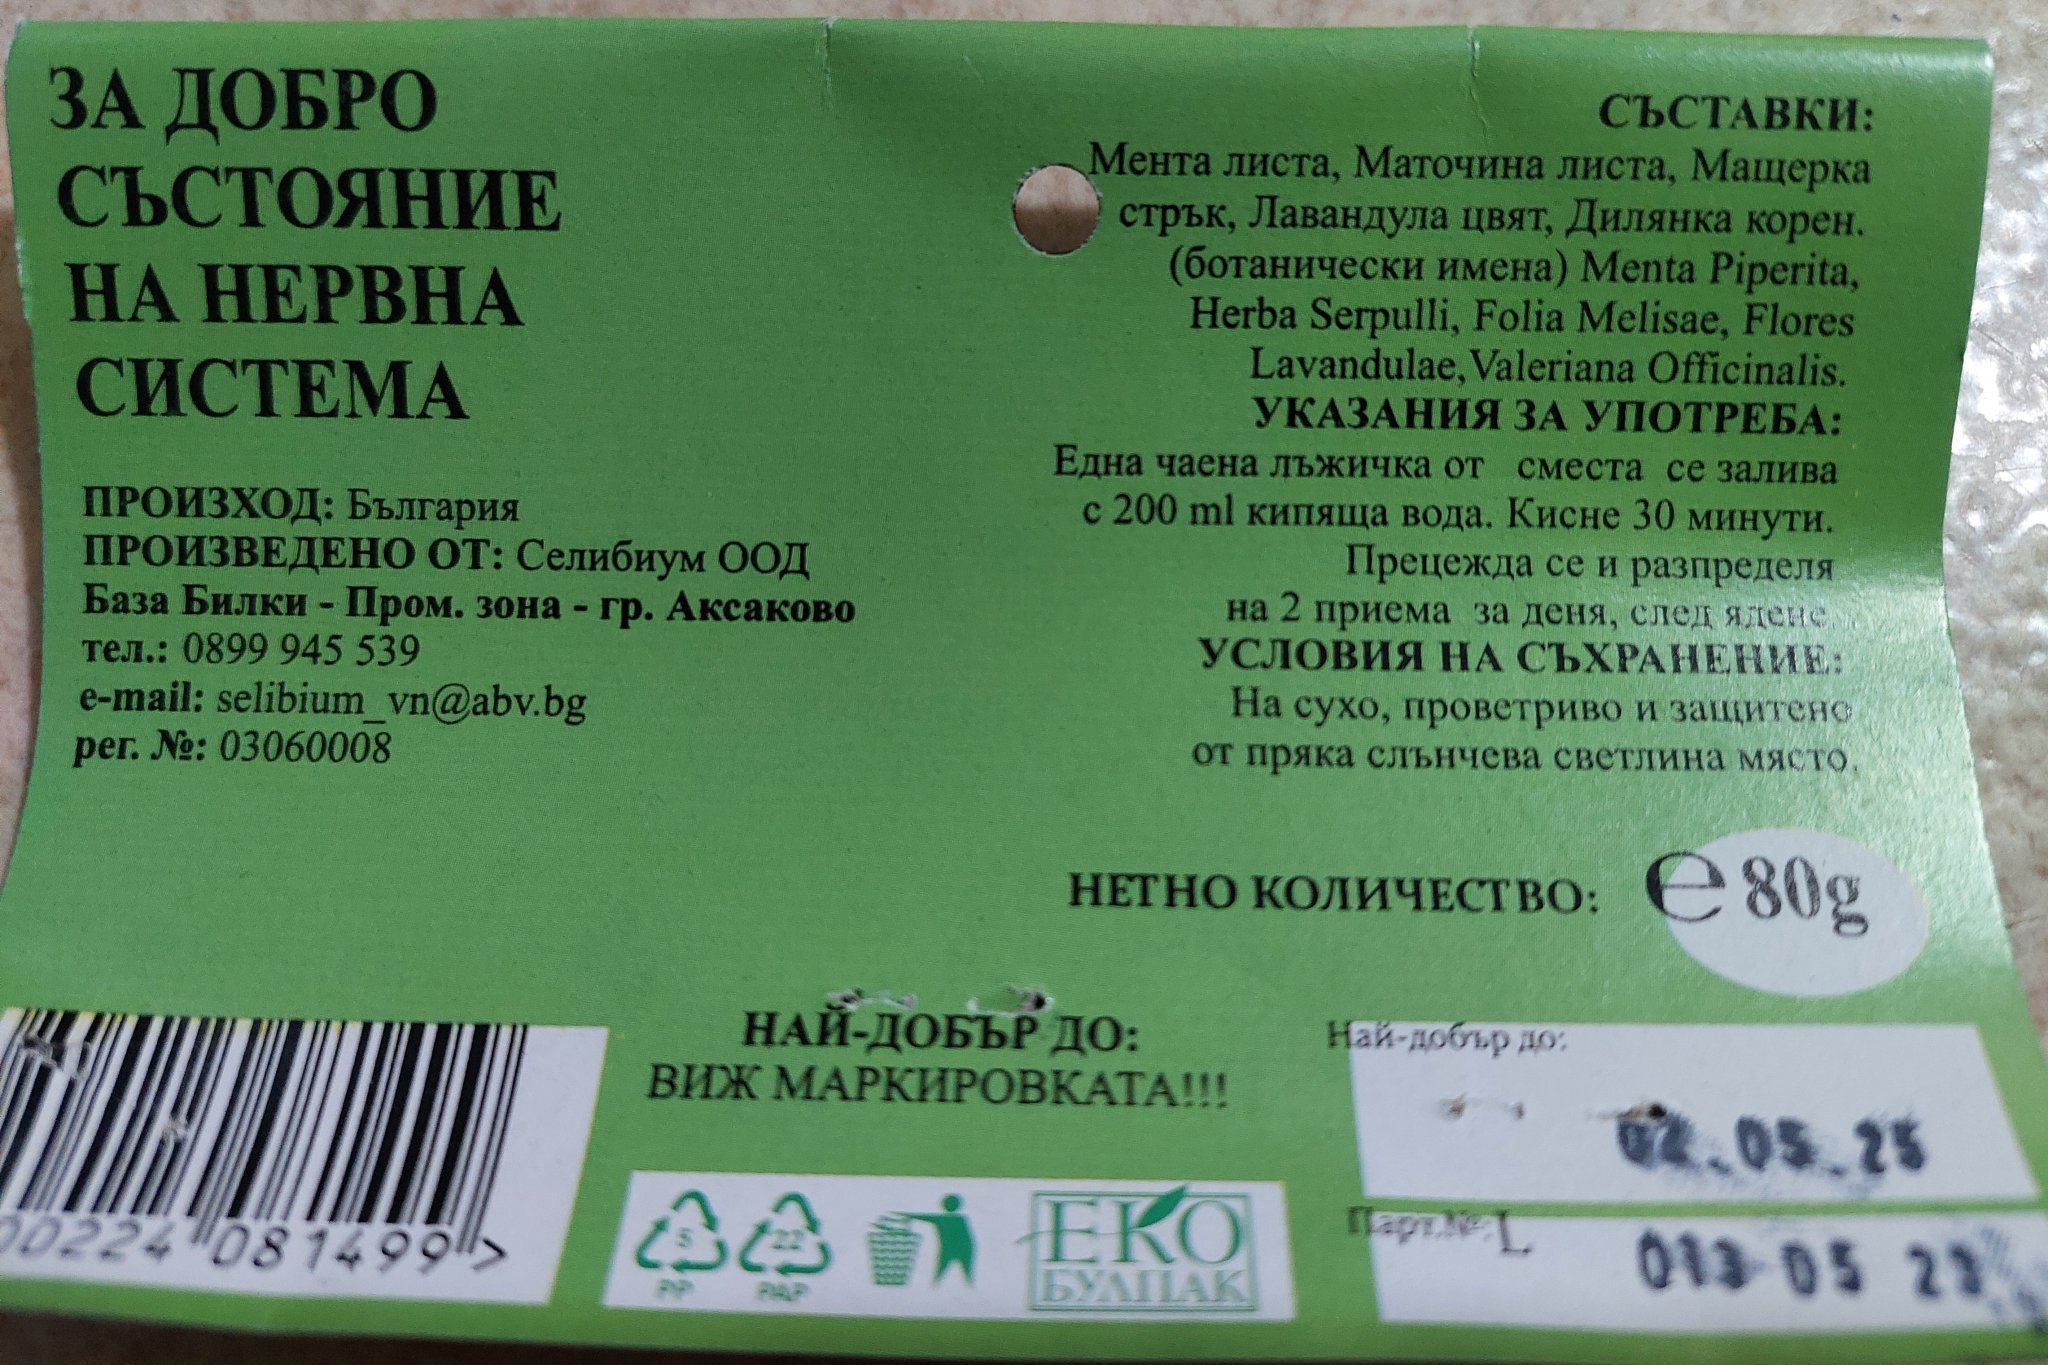 ЗА ДОБРО
СЪСТОЯНИЕ
НА НЕРВНА
СИСТЕМА
ПРОИЗХОД: България
ПРОИЗВЕДЕНО ОТ: Селибиум ООД
База Билки - Пром. зона - гр. Аксаково
тел.: 0899 945 539
e-mail: selibium_vn@abv.bg
рег. №: 03060008
СЪСТАВКИ:
Мента листа, Маточина листа, Мащерка
стрък, Лавандула цвят, Дилянка корен.
(ботанически имена) Menta Piperita,
Herba Serpulli, Folia Melisae, Flores
Lavandulae, Valeriana Officinalis.
УКАЗАНИЯ ЗА УПОТРЕБА:
Една чаена лъжичка от сместа се залива
с 200 ml кипяща вода. Кисне 30 минути.
Прецежда се и разпределя
на 2 приема за деня, след ядене.
УСЛОВИЯ НА СЪХРАНЕНИЕ:
На сухо, проветриво и защитено
от пряка слънчева светлина място.
НЕТНО КОЛИЧЕСТВО: e 80g
НАЙ-ДОБЪР ДО:
ВИЖ МАРКИРОВКАТА!!!
Най-добър до:
02.05.25
Парт.№: L
013 05 23
00224 081499 >
5 22
PP PAP
ЕКО
БУЛПАК